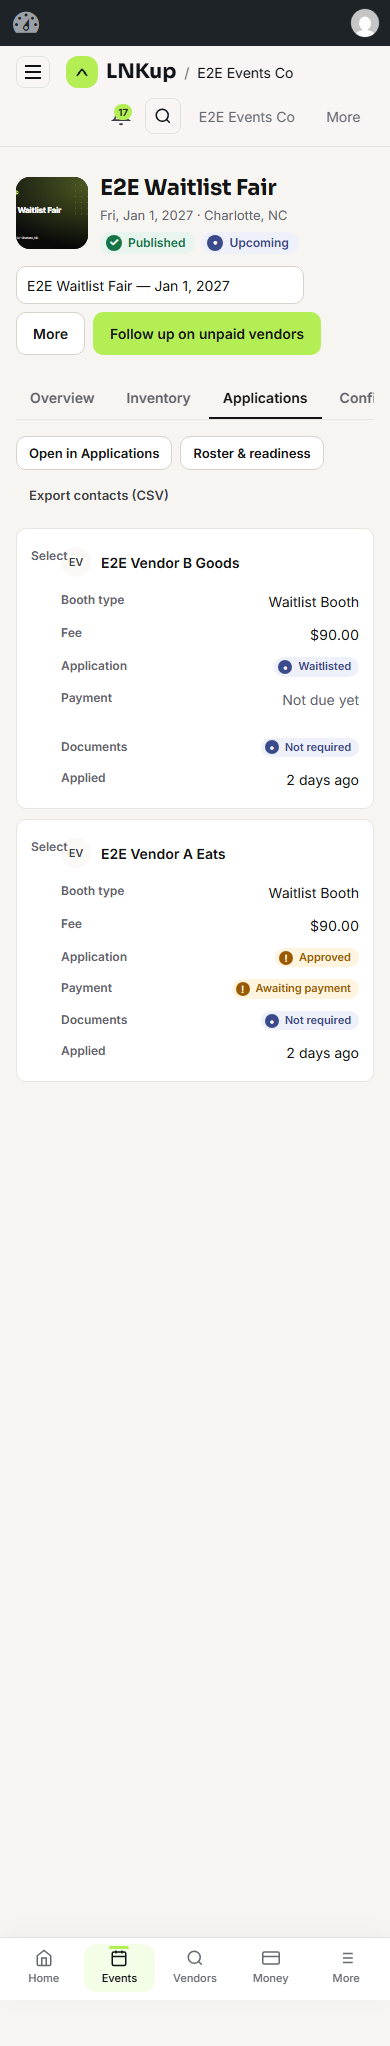 LNKup / E2E Events Co
17
E2E Events Co More
Waitlist Fair
E2E Waitlist Fair
Fri, Jan 1, 2027 · Charlotte, NC
Published Upcoming
E2E Waitlist Fair — Jan 1, 2027
More Follow up on unpaid vendors
Overview Inventory Applications Confi
Open in Applications Roster & readiness
Export contacts (CSV)
Select EV E2E Vendor B Goods
Booth type Waitlist Booth
Fee $90.00
Application Waitlisted
Payment Not due yet
Documents Not required
Applied 2 days ago
Select EV E2E Vendor A Eats
Booth type Waitlist Booth
Fee $90.00
Application Approved
Payment Awaiting payment
Documents Not required
Applied 2 days ago
Home Events Vendors Money More